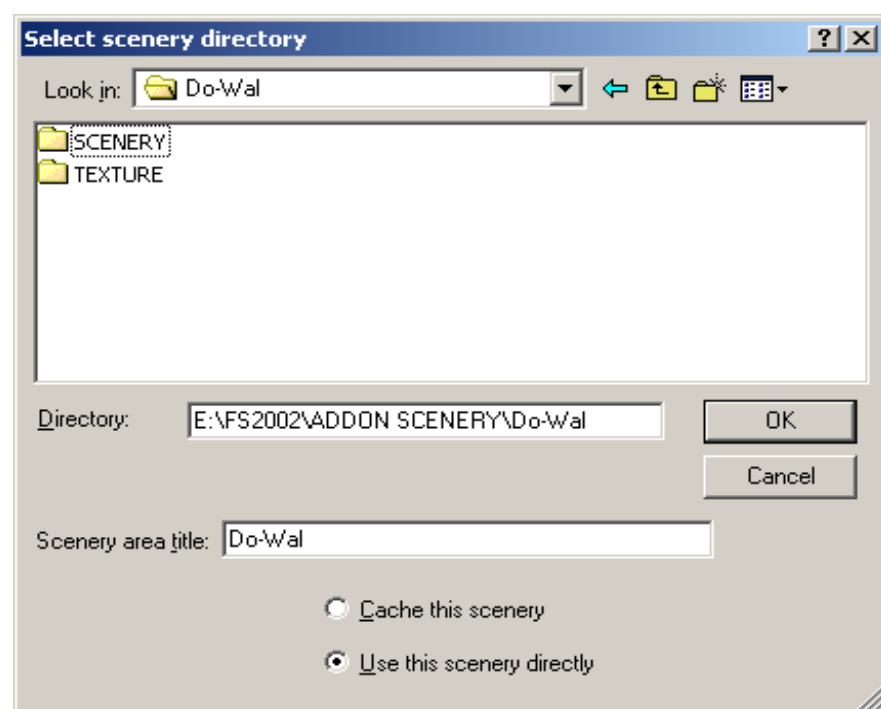 Select scenery directory
Look in: Do-Wal
SCENERY
TEXTURE
Directory: E:\FS2002\ADDON SCENERY\Do-Wal OK
Cancel
Scenery area title: Do-Wal
Cache this scenery
Use this scenery directly